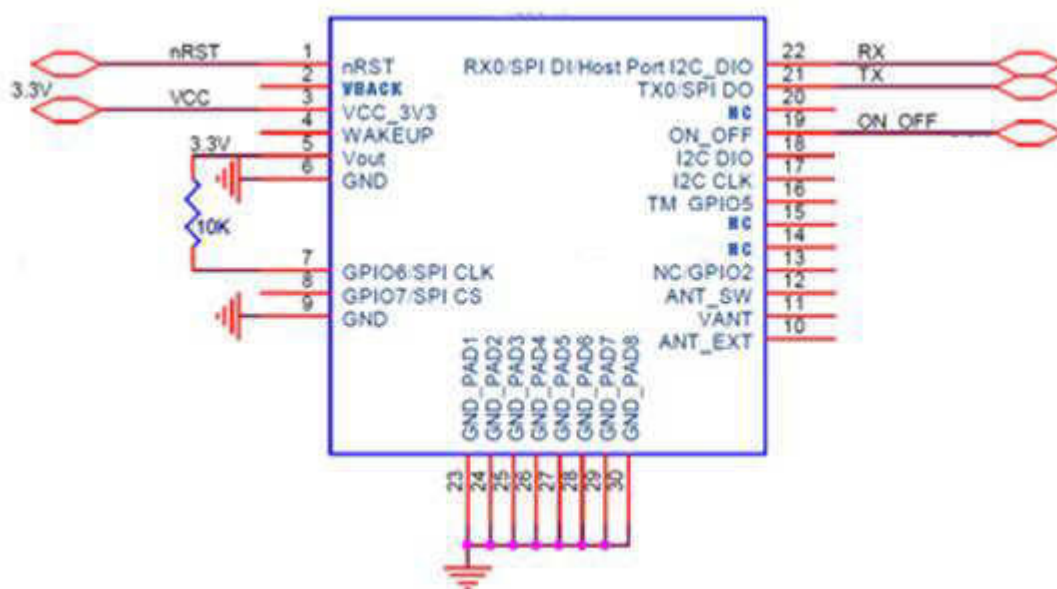 nRST 1 nRST
2 VBACK
3.3V VCC 3 VCC_3V3
4 WAKEUP
3.3V 5 Vout
6 GND
10K
7 GPIO6/SPI CLK
8 GPIO7/SPI CS
9 GND
RX0/SPI DI/Host Port I2C_DIO 22 RX
TX0/SPI DO 21 TX
NC 20
ON_OFF 19 ON_OFF
I2C DIO 18
I2C CLK 17
TM_GPIO5 16
NC 15
NC 14
NC/GPIO2 13
ANT_SW 12
VANT 11
ANT_EXT 10
GND_PAD1 23
GND_PAD2 24
GND_PAD3 25
GND_PAD4 26
GND_PAD5 27
GND_PAD6 28
GND_PAD7 29
GND_PAD8 30